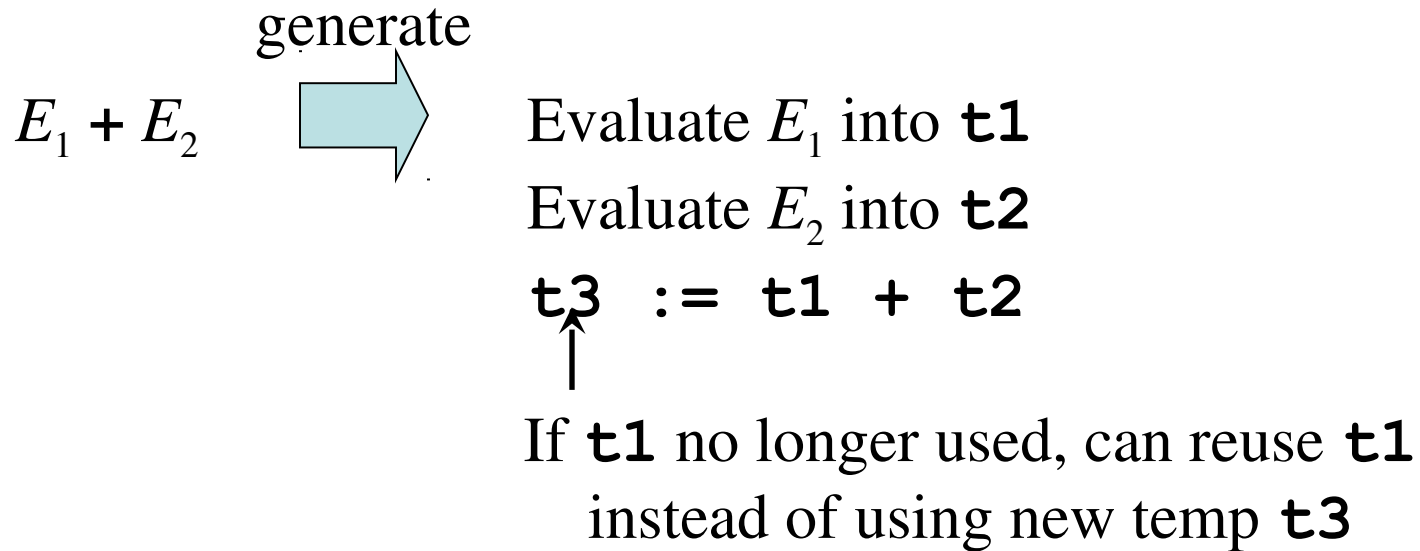 generate
E₁ + E₂
Evaluate E₁ into t1
Evaluate E₂ into t2
t3 := t1 + t2
If t1 no longer used, can reuse t1
instead of using new temp t3